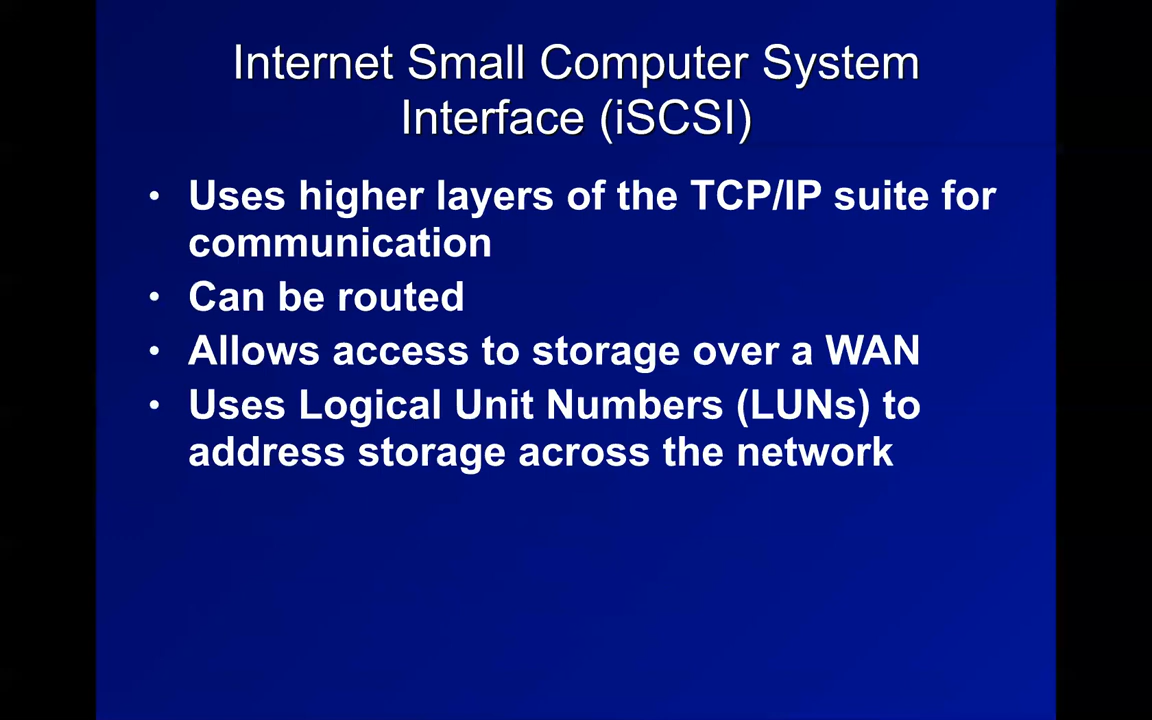 Internet Small Computer System
Interface (iSCSI)
• Uses higher layers of the TCP/IP suite for
communication
• Can be routed
• Allows access to storage over a WAN
• Uses Logical Unit Numbers (LUNs) to
address storage across the network